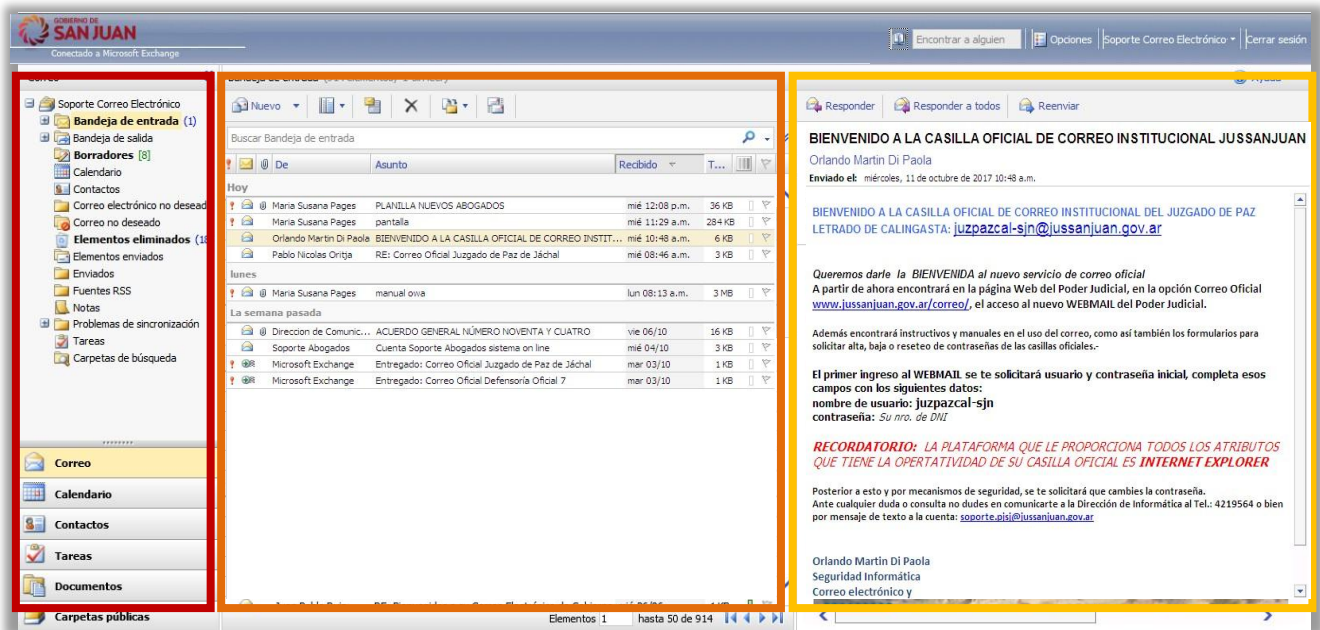 GOBIERNO DE
SAN JUAN
Conectado a Microsoft Exchange
Encontrar a alguien
Opciones
Soporte Correo Electrónico
Cerrar sesión
Soporte Correo Electrónico
Bandeja de entrada (1)
Bandeja de salida
Borradores [8]
Calendario
Contactos
Correo electrónico no desead
Correo no deseado
Elementos eliminados (18
Elementos enviados
Enviados
Fuentes RSS
Notas
Problemas de sincronización
Tareas
Carpetas de búsqueda
Correo
Calendario
Contactos
Tareas
Documentos
Carpetas públicas
Nuevo
Buscar Bandeja de entrada
De Asunto Recibido T...
Hoy
Maria Susana Pages PLANILLA NUEVOS ABOGADOS mié 12:08 p.m. 36 KB
Maria Susana Pages pantalla mié 11:29 a.m. 284 KB
Orlando Martin Di Paola BIENVENIDO A LA CASILLA OFICIAL DE CORREO INSTIT... mié 10:48 a.m. 6 KB
Pablo Nicolas Oritja RE: Correo Oficial Juzgado de Paz de Jáchal mié 08:46 a.m. 3 KB
lunes
Maria Susana Pages manual owa lun 08:13 a.m. 3 MB
La semana pasada
Direccion de Comunic... ACUERDO GENERAL NÚMERO NOVENTA Y CUATRO vie 06/10 16 KB
Soporte Abogados Cuenta Soporte Abogados sistema on line mié 04/10 3 KB
Microsoft Exchange Entregado: Correo Oficial Juzgado de Paz de Jáchal mar 03/10 1 KB
Microsoft Exchange Entregado: Correo Oficial Defensoría Oficial 7 mar 03/10 1 KB
Elementos 1 hasta 50 de 914
Responder Responder a todos Reenviar
BIENVENIDO A LA CASILLA OFICIAL DE CORREO INSTITUCIONAL JUSSANJUAN
Orlando Martin Di Paola
Enviado el: miércoles, 11 de octubre de 2017 10:48 a.m.
BIENVENIDO A LA CASILLA OFICIAL DE CORREO INSTITUCIONAL DEL JUZGADO DE PAZ
LETRADO DE CALINGASTA: juzpazcal-sjn@jussanjuan.gov.ar
Queremos darle la BIENVENIDA al nuevo servicio de correo oficial
A partir de ahora encontrará en la página Web del Poder Judicial, en la opción Correo Oficial
www.jussanjuan.gov.ar/correo/, el acceso al nuevo WEBMAIL del Poder Judicial.
Además encontrará instructivos y manuales en el uso del correo, como así también los formularios para
solicitar alta, baja o reseteo de contraseñas de las casillas oficiales.-
El primer ingreso al WEBMAIL se te solicitará usuario y contraseña inicial, completa esos
campos con los siguientes datos:
nombre de usuario: juzpazcal-sjn
contraseña: Su nro. de DNI
RECORDATORIO: LA PLATAFORMA QUE LE PROPORCIONA TODOS LOS ATRIBUTOS
QUE TIENE LA OPERTATIVIDAD DE SU CASILLA OFICIAL ES INTERNET EXPLORER
Posterior a esto y por mecanismos de seguridad, se te solicitará que cambies la contraseña.
Ante cualquier duda o consulta no dudes en comunicarte a la Dirección de Informática al Tel.: 4219564 o bien
por mensaje de texto a la cuenta: soporte.pjsj@jussanjuan.gov.ar
Orlando Martin Di Paola
Seguridad Informática
Correo electrónico y